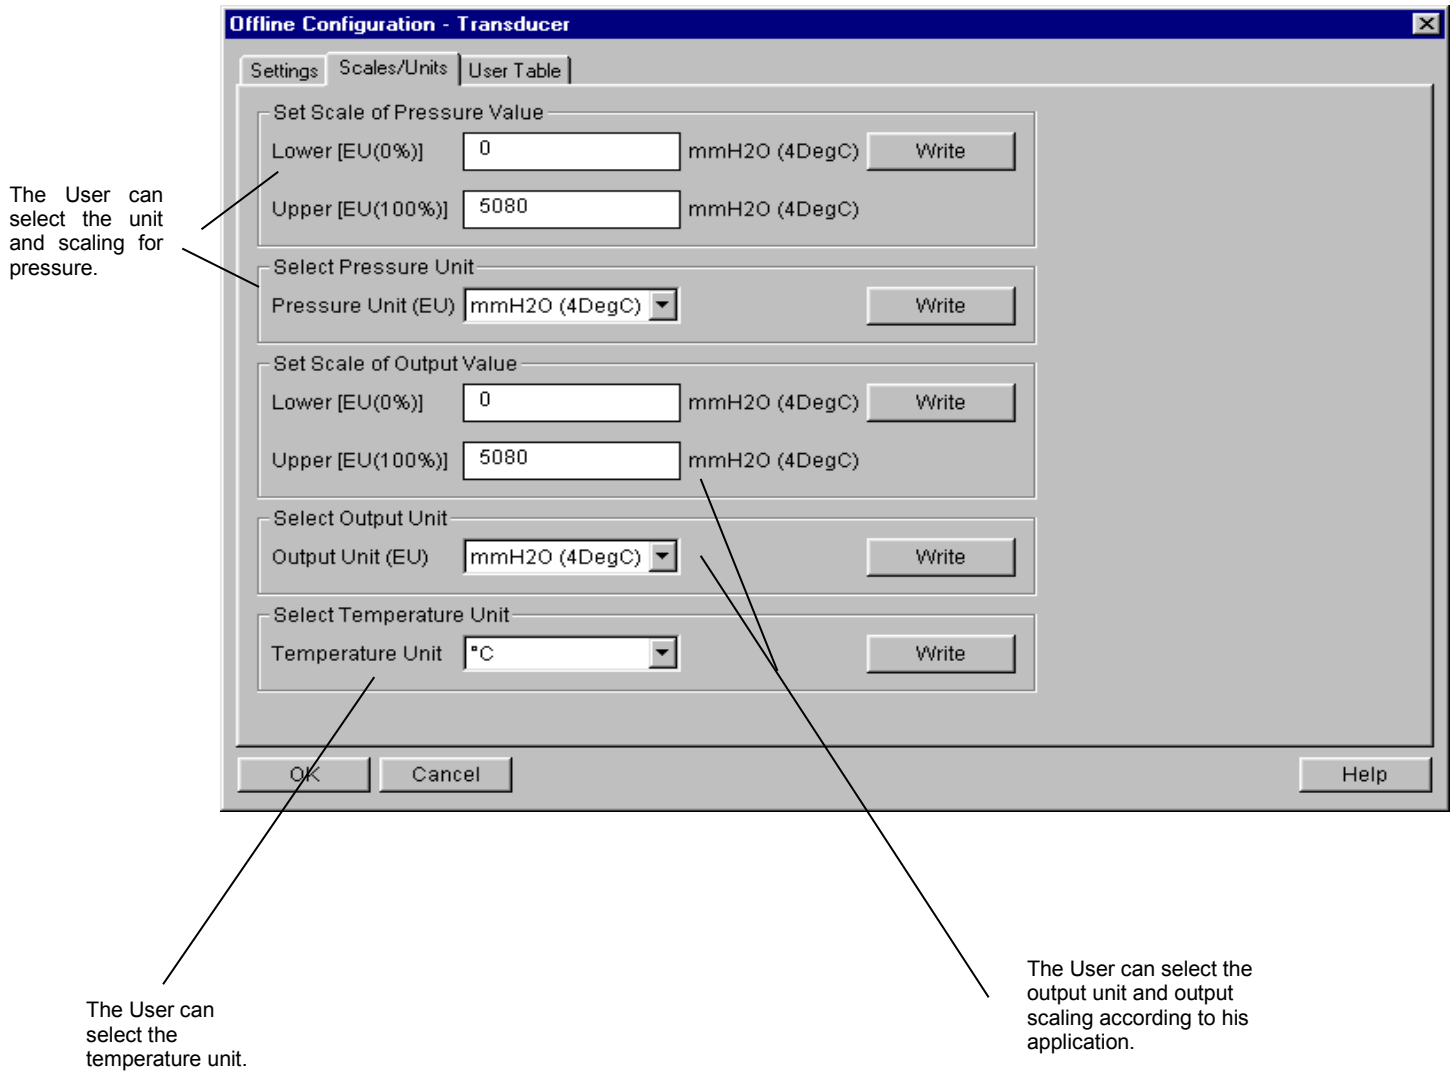 Offline Configuration - Transducer
Settings Scales/Units User Table
Set Scale of Pressure Value
Lower [EU(0%)] 0 mmH2O (4DegC) Write
Upper [EU(100%)] 5080 mmH2O (4DegC)
Select Pressure Unit
Pressure Unit (EU) mmH2O (4DegC) Write
Set Scale of Output Value
Lower [EU(0%)] 0 mmH2O (4DegC) Write
Upper [EU(100%)] 5080 mmH2O (4DegC)
Select Output Unit
Output Unit (EU) mmH2O (4DegC) Write
Select Temperature Unit
Temperature Unit °C Write
OK Cancel Help
The User can
select the unit
and scaling for
pressure.
The User can
select the
temperature unit.
The User can select the
output unit and output
scaling according to his
application.